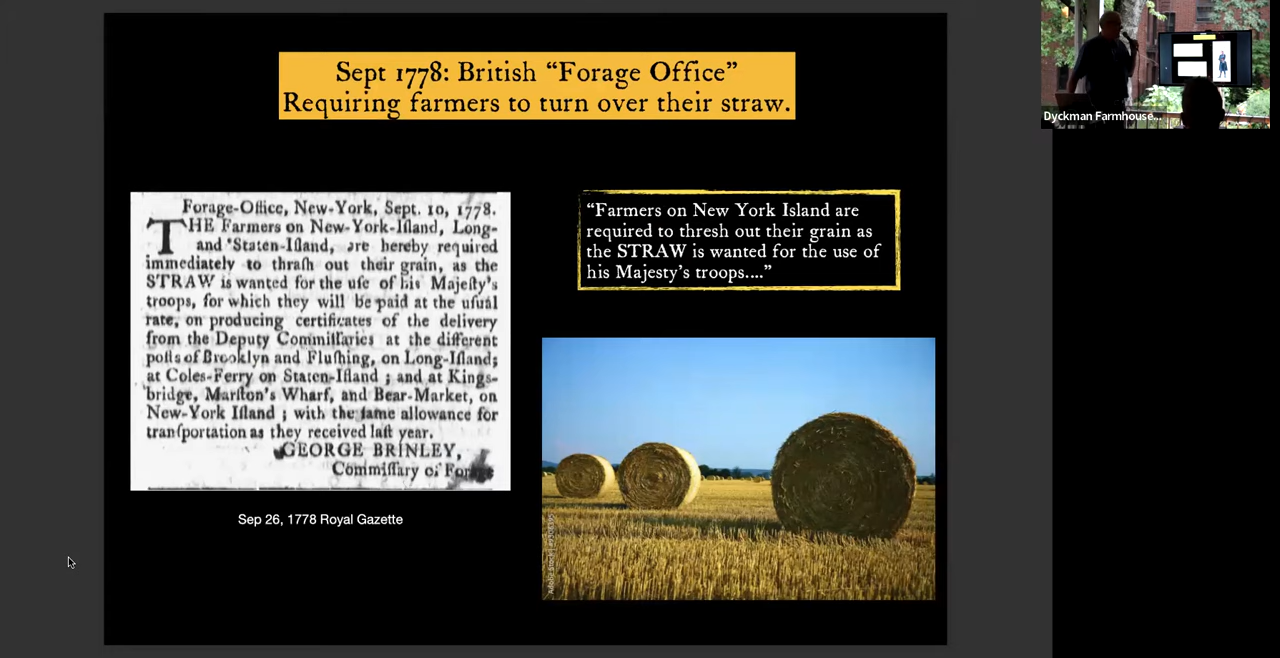 Sept 1778: British “Forage Office”
Requiring farmers to turn over their straw.
Forage-Office, New-York, Sept. 10, 1778.
THE Farmers on New-York-Iſland, Long-
and Staten-Iſland, are hereby required
immediately to thraſh out their grain, as the
STRAW is wanted for the uſe of his Majeſty's
troops, for which they will be paid at the uſual
rate, on producing certificates of the delivery
from the Deputy Commiſſaries at the different
poſts of Brooklyn and Fluſhing, on Long-Iſland;
at Coles-Ferry on Staten-Iſland ; and at Kings-
bridge, Marſton's Wharf, and Bear-Market, on
New-York Iſland ; with the ſame allowance for
tranſportation as they received laſt year.
GEORGE BRINLEY,
Commiſſary of
Sep 26, 1778 Royal Gazette
“Farmers on New York Island are
required to thresh out their grain as
the STRAW is wanted for the use of
his Majesty's troops....”
Dyckman Farmhouse...